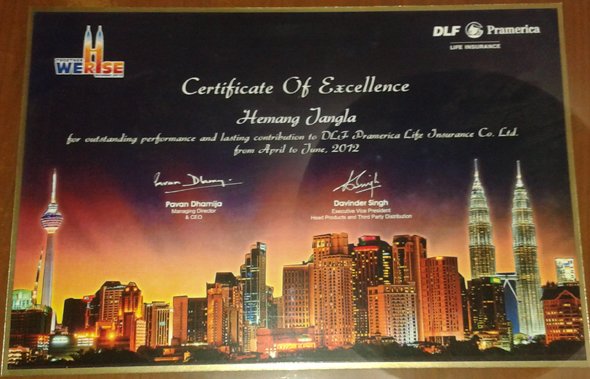 TOGETHER
WERISE
DLF Pramerica
LIFE INSURANCE
Certificate Of Excellence
Hemang Jangla
for outstanding performance and lasting contribution to DLF Pramerica Life Insurance Co. Ltd.
from April to June, 2012
Pavan Dhamija
Managing Director
& CEO
Davinder Singh
Executive Vice President
Head Products and Third Party Distribution